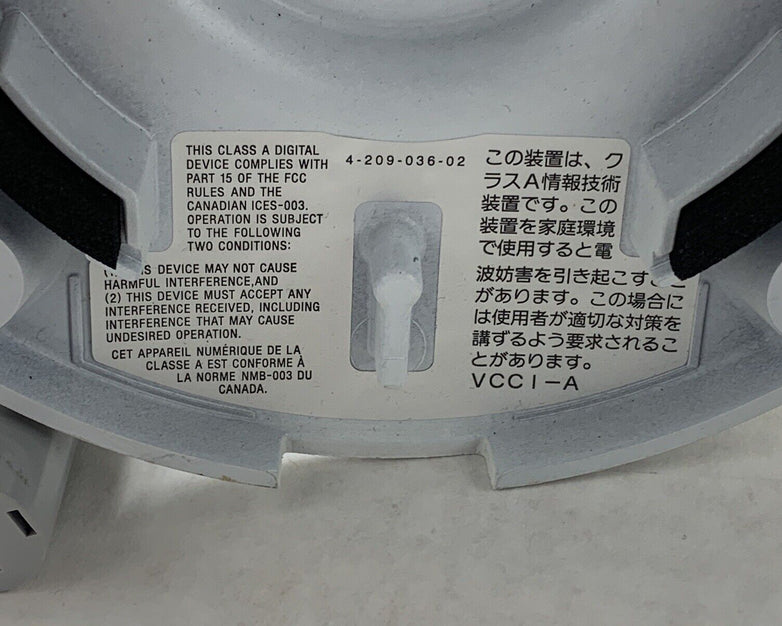 THIS CLASS A DIGITAL
DEVICE COMPLIES WITH
PART 15 OF THE FCC
RULES AND THE
CANADIAN ICES-003.
OPERATION IS SUBJECT
TO THE FOLLOWING
TWO CONDITIONS:
DEVICE MAY NOT CAUSE
HARMFUL INTERFERENCE,AND
(2) THIS DEVICE MUST ACCEPT ANY
INTERFERENCE RECEIVED, INCLUDING
INTERFERENCE THAT MAY CAUSE
UNDESIRED OPERATION.
CET APPAREIL NUMÉRIQUE DE LA
CLASSE A EST CONFORME À
LA NORME NMB-003 DU
CANADA.
4-209-036-02
この装置は、ク
ラスA情報技術
装置です。この
装置を家庭環境
で使用すると電
波妨害を引き起こす
があります。この場合に
は使用者が適切な対策を
講ずるよう要求されるこ
とがあります。
VCCI-A